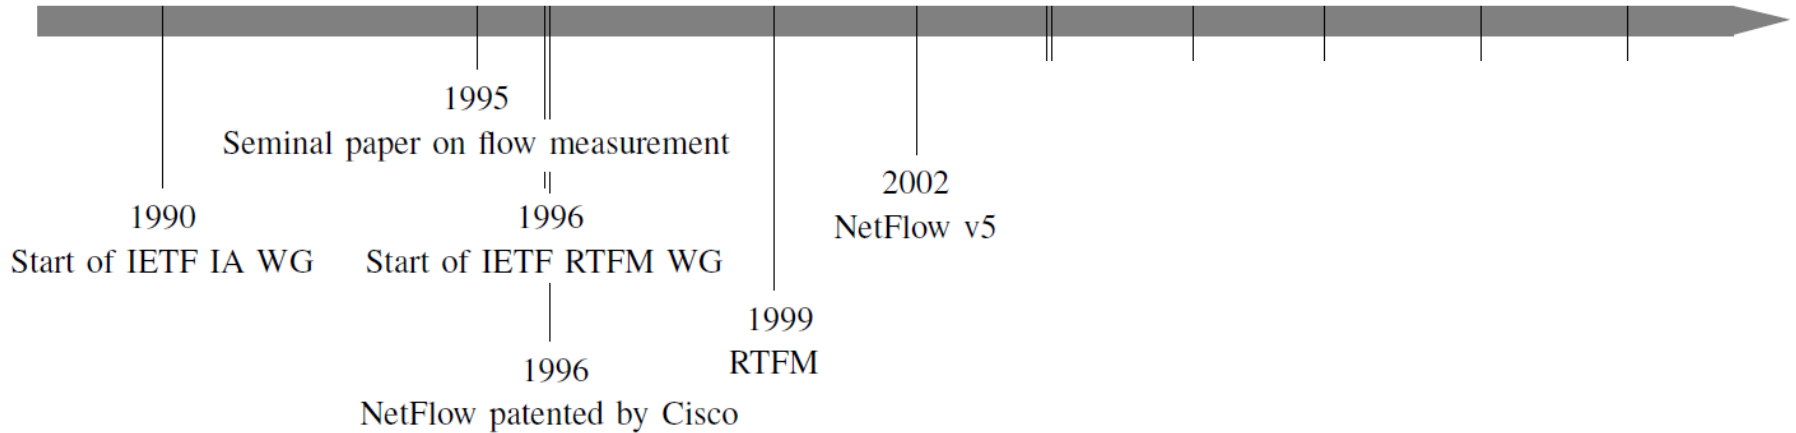 1995
Seminal paper on flow measurement
2002
NetFlow v5
1990
Start of IETF IA WG
1996
Start of IETF RTFM WG
1999
RTFM
1996
NetFlow patented by Cisco